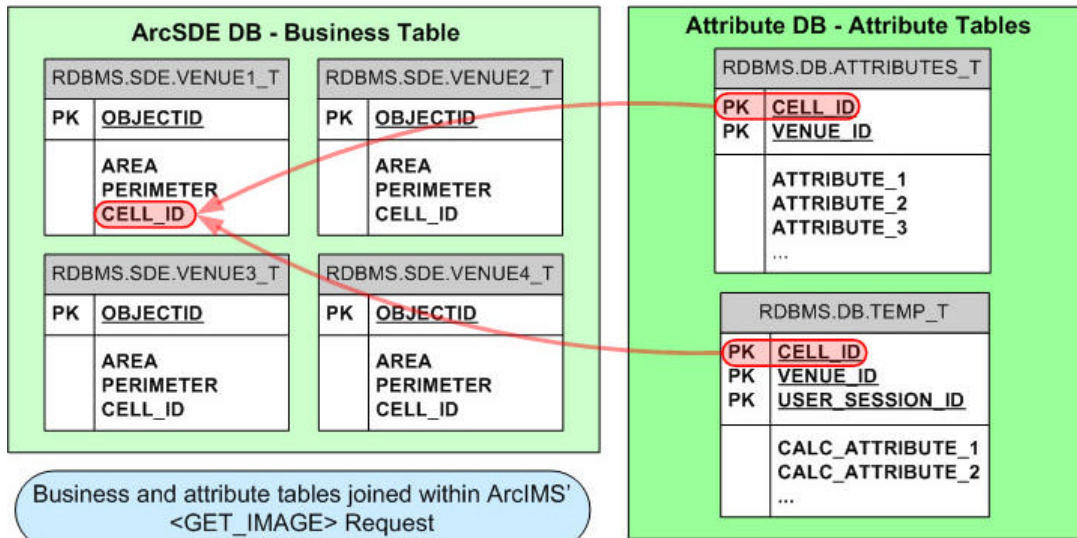 ArcSDE DB - Business Table
RDBMS.SDE.VENUE1_T
PK OBJECTID
AREA
PERIMETER
CELL_ID
RDBMS.SDE.VENUE2_T
PK OBJECTID
AREA
PERIMETER
CELL_ID
RDBMS.SDE.VENUE3_T
PK OBJECTID
AREA
PERIMETER
CELL_ID
RDBMS.SDE.VENUE4_T
PK OBJECTID
AREA
PERIMETER
CELL_ID
Business and attribute tables joined within ArcIMS'
<GET_IMAGE> Request
Attribute DB - Attribute Tables
RDBMS.DB.ATTRIBUTES_T
PK CELL_ID
PK VENUE_ID
ATTRIBUTE_1
ATTRIBUTE_2
ATTRIBUTE_3
...
RDBMS.DB.TEMP_T
PK CELL_ID
PK VENUE_ID
PK USER_SESSION_ID
CALC_ATTRIBUTE_1
CALC_ATTRIBUTE_2
...